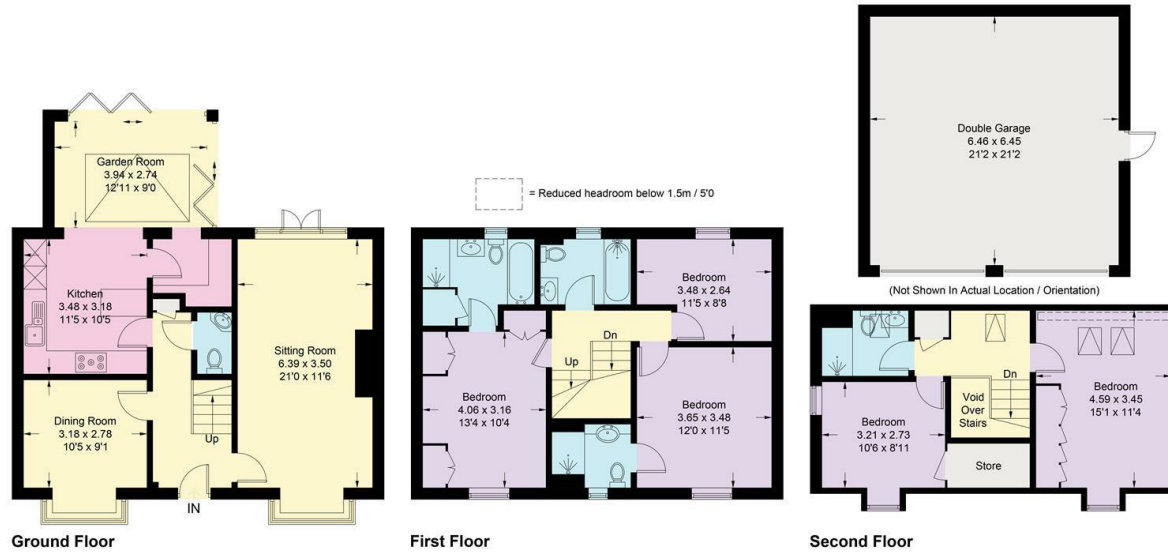 Garden Room
3.94 x 2.74
12'11 x 9'0
Kitchen
3.48 x 3.18
11'5 x 10'5
Sitting Room
6.39 x 3.50
21'0 x 11'6
Dining Room
3.18 x 2.78
10'5 x 9'1
Up
IN
Ground Floor
= Reduced headroom below 1.5m / 5'0
Bedroom
3.48 x 2.64
11'5 x 8'8
Dn
Up
Bedroom
4.06 x 3.16
13'4 x 10'4
Bedroom
3.65 x 3.48
12'0 x 11'5
First Floor
Double Garage
6.46 x 6.45
21'2 x 21'2
(Not Shown In Actual Location / Orientation)
Dn
Void
Over
Stairs
Bedroom
4.59 x 3.45
15'1 x 11'4
Bedroom
3.21 x 2.73
10'6 x 8'11
Store
Second Floor